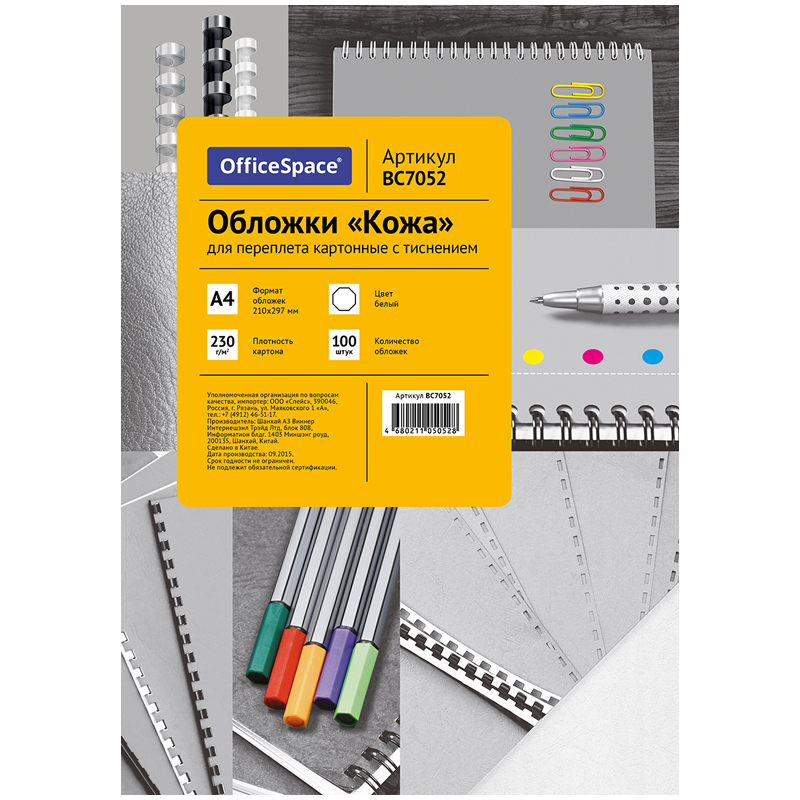 OfficeSpace®
Артикул
BC7052
Обложки «Кожа»
для переплета картонные с тиснением
A4
Формат
обложек
210х297 мм
Цвет
белый
230
г/м²
Плотность
картона
100
штук
Количество
обложек
Уполномоченная организация по вопросам
качества, импортер: ООО «Спейс», 390046,
Россия, г. Рязань, ул. Маяковского 1 «А»,
тел.: +7 (4912) 46-51-17.
Производитель: Шанхай АЗ Виннер
Интернешнл Трэйд Лтд, блок 808,
Информатион блдг. 1403 Миншэнг роуд,
200135, Шанхай, Китай.
Сделано в Китае.
Дата производства: 09.2015.
Срок годности не ограничен.
Не подлежит обязательной сертификации.
Артикул BC7052
4 680211 050528